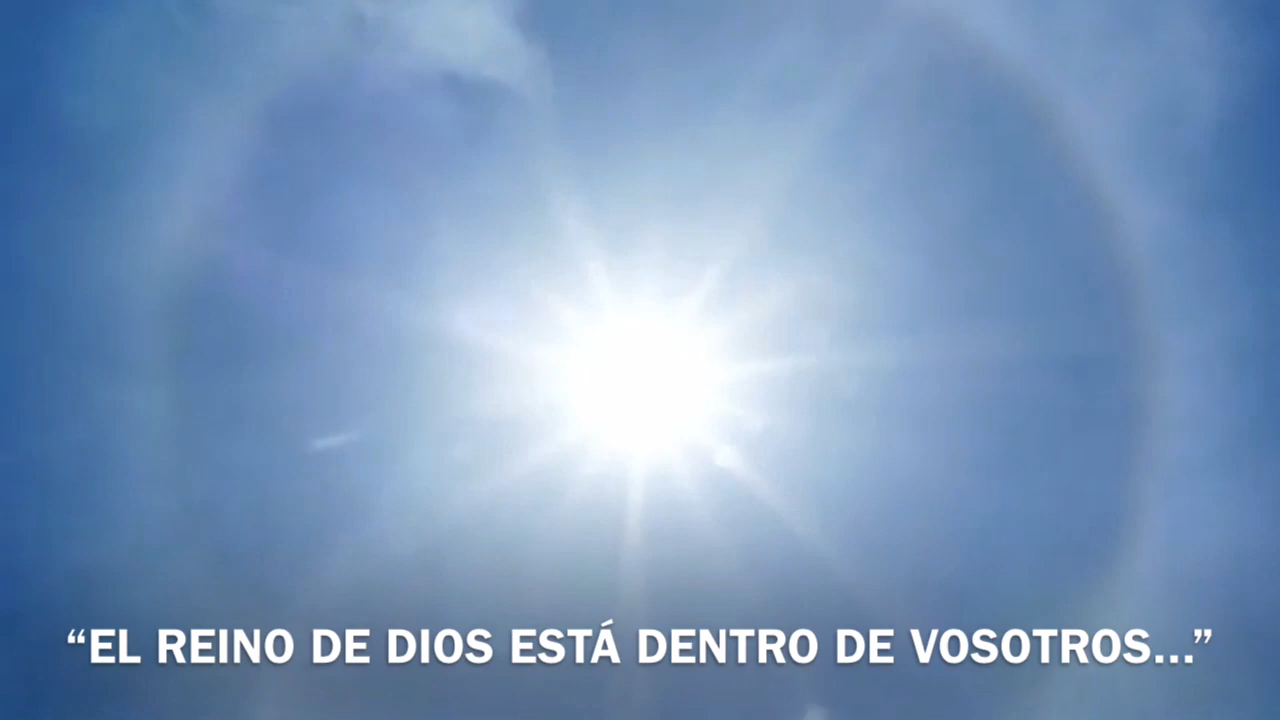 “EL REINO DE DIOS ESTÁ DENTRO DE VOSOTROS...”